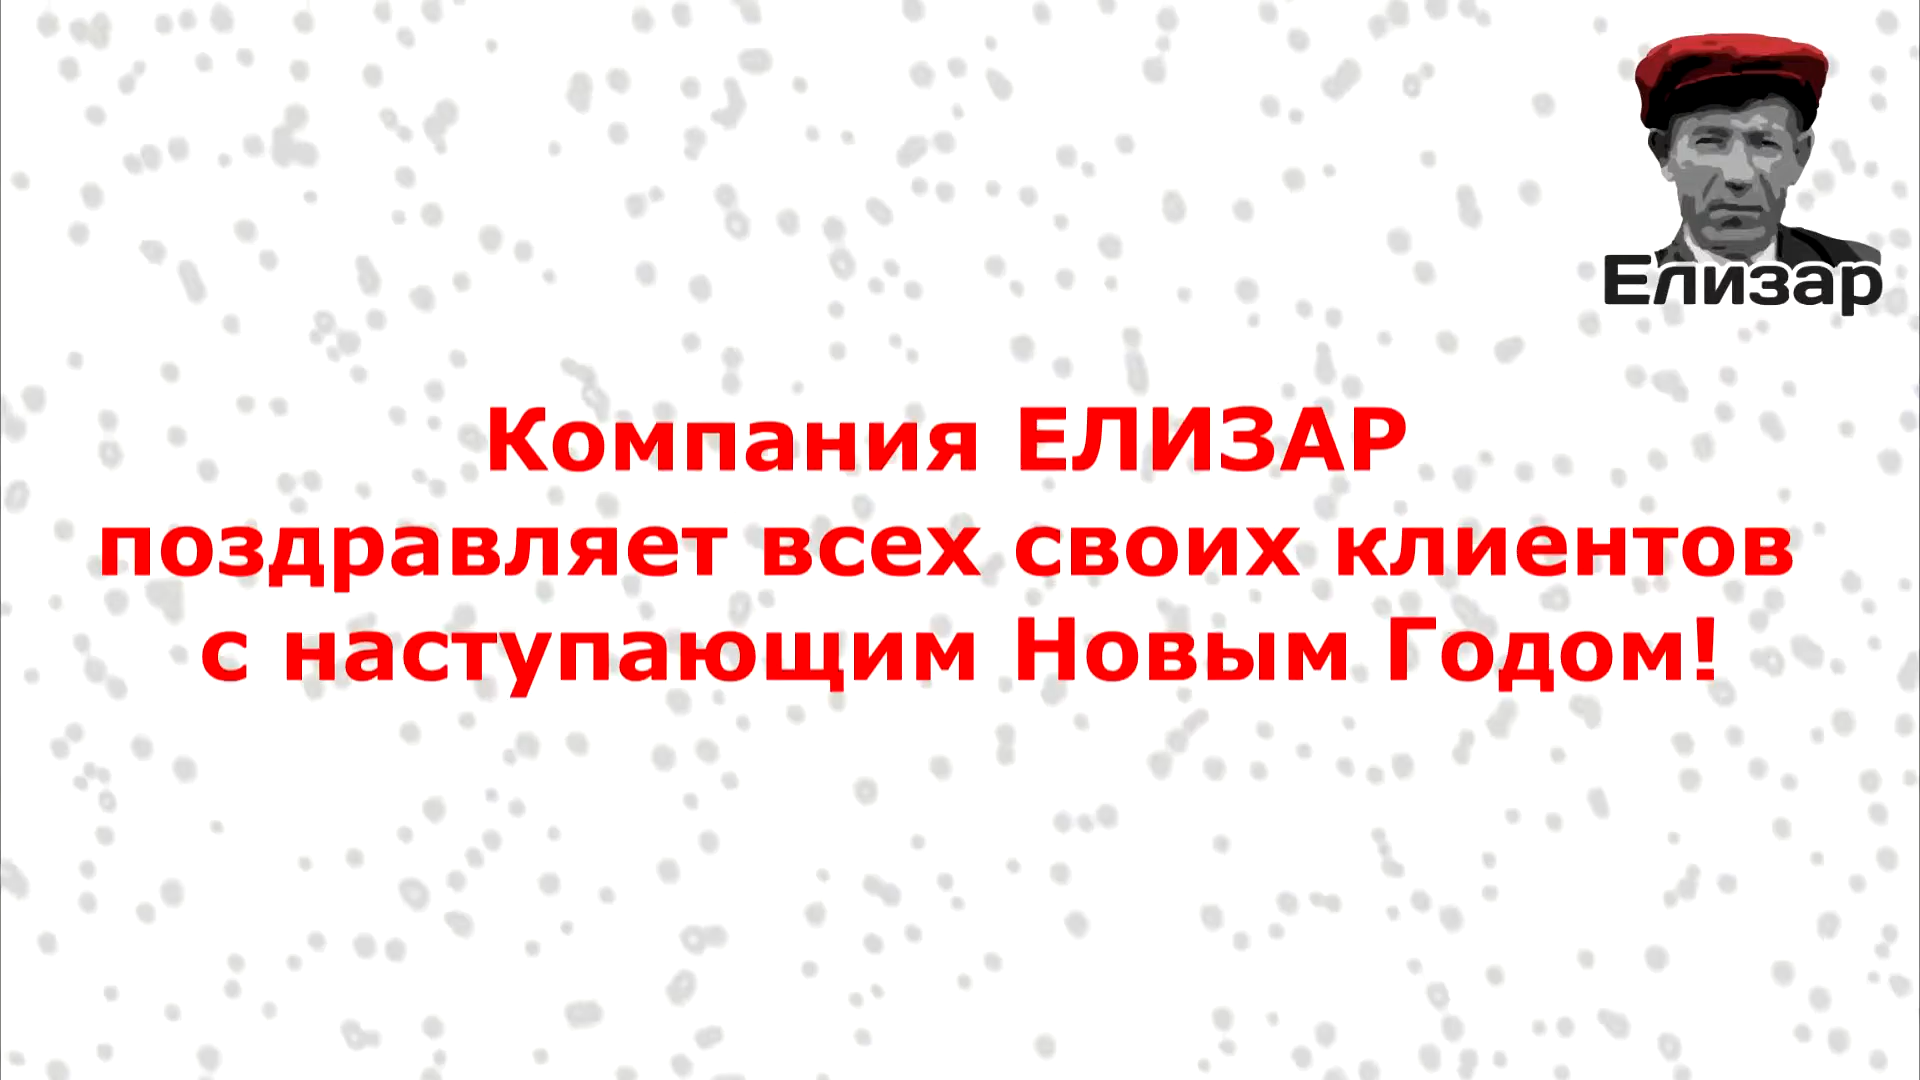 Елизар
Компания ЕЛИЗАР
поздравляет всех своих клиентов
с наступающим Новым Годом!